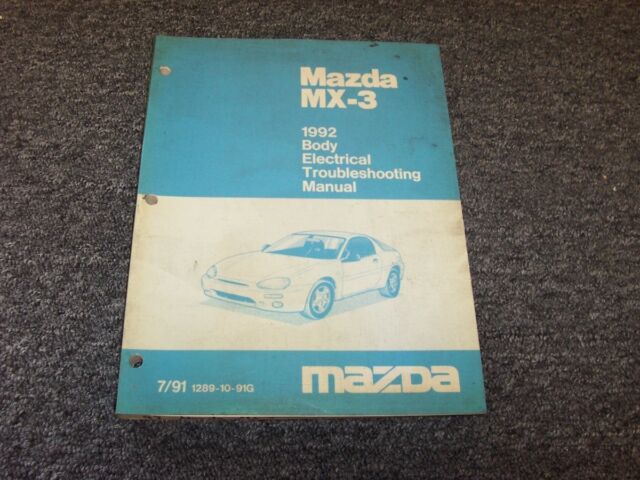 Mazda
MX-3
1992
Body
Electrical
Troubleshooting
Manual
7/91 1289-10-91G
mazda